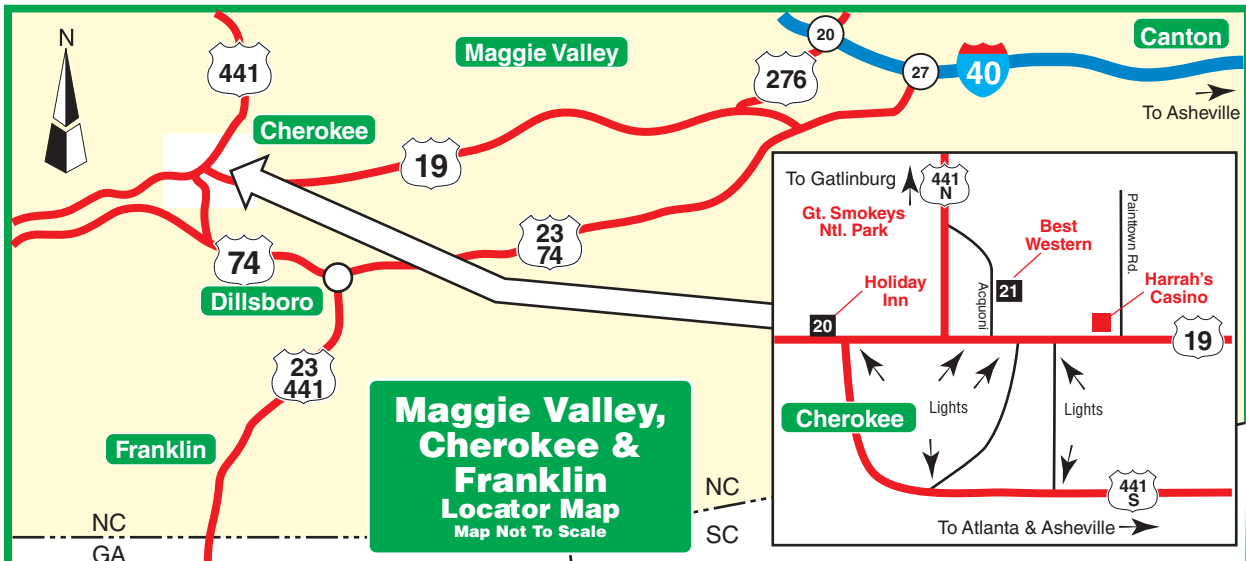 N
441
Maggie Valley
276
20
27
40
Canton
To Asheville
Cherokee
19
74
23
74
Dillsboro
23
441
Franklin
Maggie Valley,
Cherokee &
Franklin
Locator Map
Map Not To Scale
NC
GA
NC
SC
To Gatlinburg
441
N
Gt. Smokeys
Ntl. Park
Best
Western
Painttown Rd.
Holiday
Inn
Acquoni
21
Harrah's
Casino
20
19
Lights
Lights
Cherokee
441
S
To Atlanta & Asheville